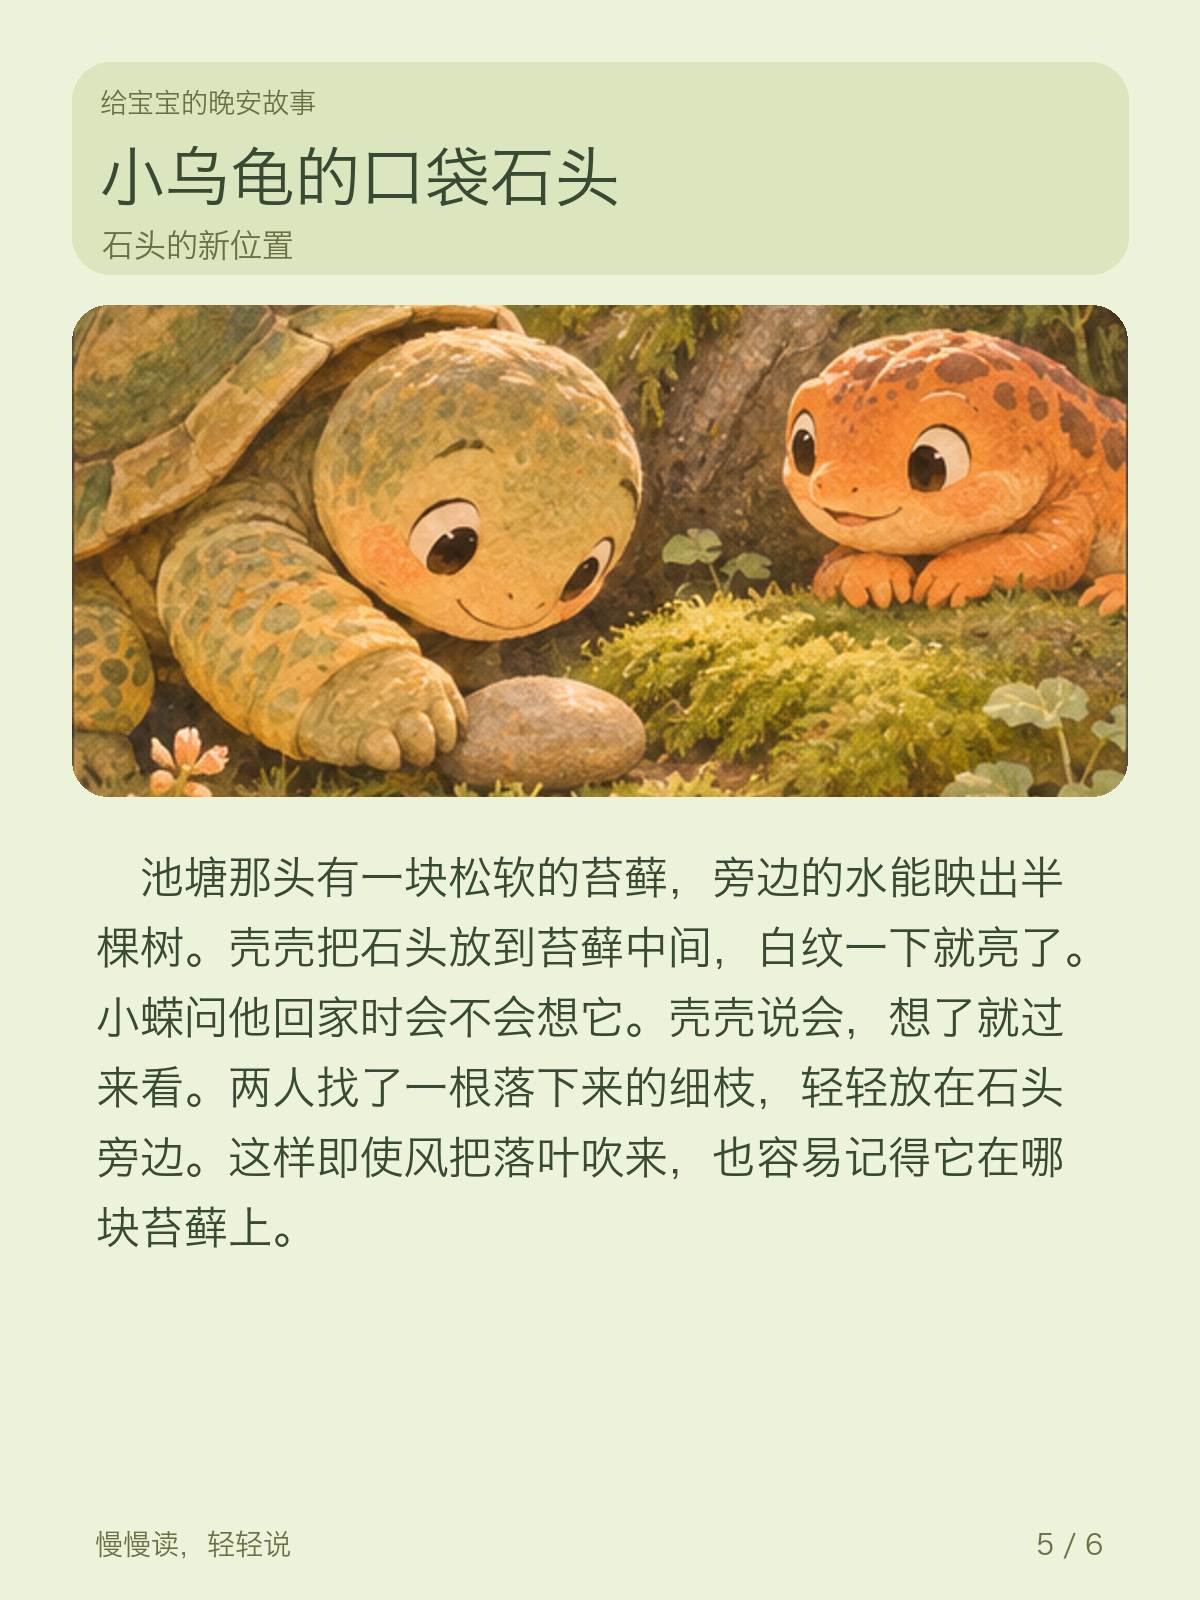 给宝宝的晚安故事
小乌龟的口袋石头
石头的新位置
池塘那头有一块松软的苔藓，旁边的水能映出半
棵树。壳壳把石头放到苔藓中间，白纹一下就亮了。
小蝾问他回家时会不会想它。壳壳说会，想了就过
来看。两人找了一根落下来的细枝，轻轻放在石头
旁边。这样即使风把落叶吹来，也容易记得它在哪
块苔藓上。
慢慢读，轻轻说
5 / 6